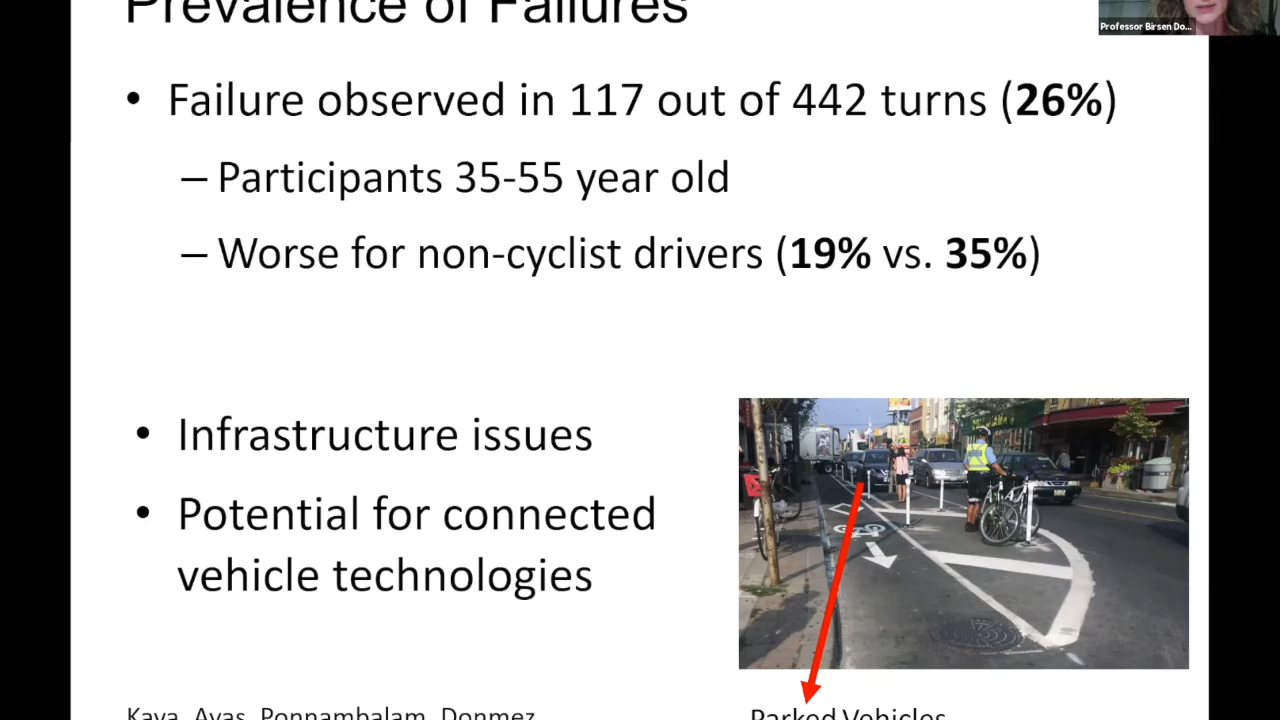 Prevalence of Failures
Professor Birsen Do...
• Failure observed in 117 out of 442 turns (26%)
– Participants 35-55 year old
– Worse for non-cyclist drivers (19% vs. 35%)
• Infrastructure issues
• Potential for connected
vehicle technologies
Kaya, Ayas, Ponnambalam, Donmez
Parked Vehicles